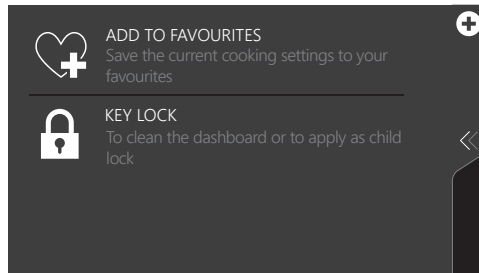 ADD TO FAVOURITES
Save the current cooking settings to your
favourites
KEY LOCK
To clean the dashboard or to apply as child
lock